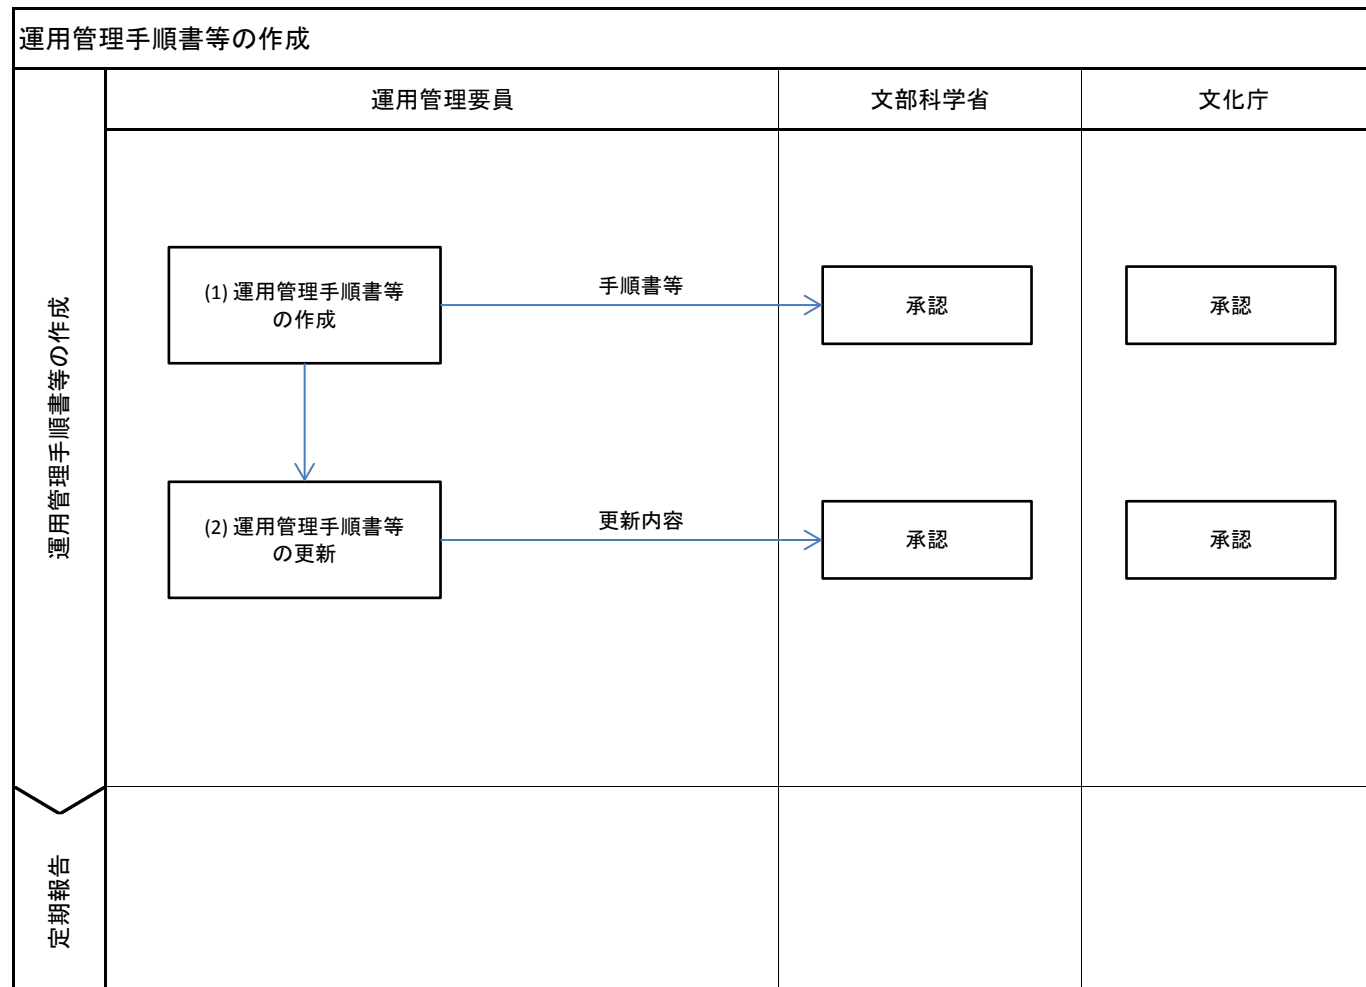 運用管理手順書等の作成
運用管理要員
文部科学省
文化庁
運用管理手順書等の作成
(1) 運用管理手順書等
の作成
手順書等
承認
承認
(2) 運用管理手順書等
の更新
更新内容
承認
承認
定期報告